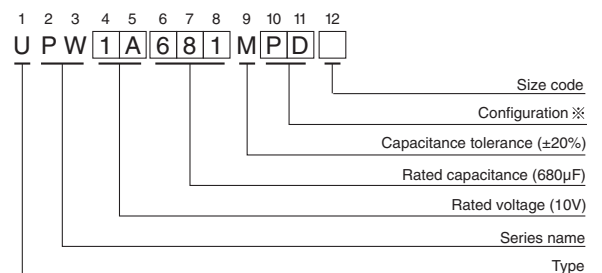 1 2 3 4 5 6 7 8 9 10 11 12
U P W 1 A 6 8 1 M P D
Size code
Configuration ※
Capacitance tolerance (±20%)
Rated capacitance (680µF)
Rated voltage (10V)
Series name
Type